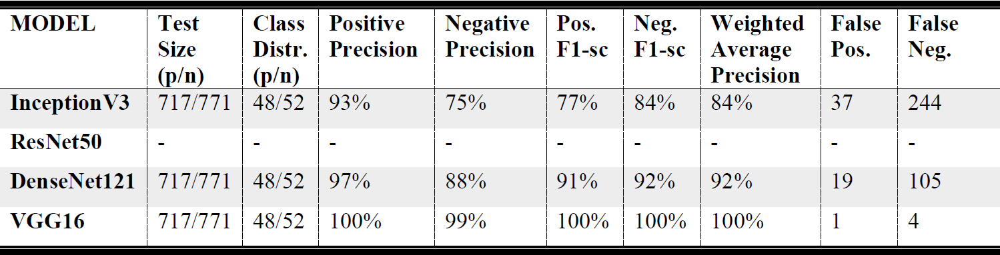 MODEL Test Size (p/n) Class Distr. (p/n) Positive Precision Negative Precision Pos. F1-sc Neg. F1-sc Weighted Average Precision False Pos. False Neg.
InceptionV3 717/771 48/52 93% 75% 77% 84% 84% 37 244
ResNet50 - - - - - - - - -
DenseNet121 717/771 48/52 97% 88% 91% 92% 92% 19 105
VGG16 717/771 48/52 100% 99% 100% 100% 100% 1 4